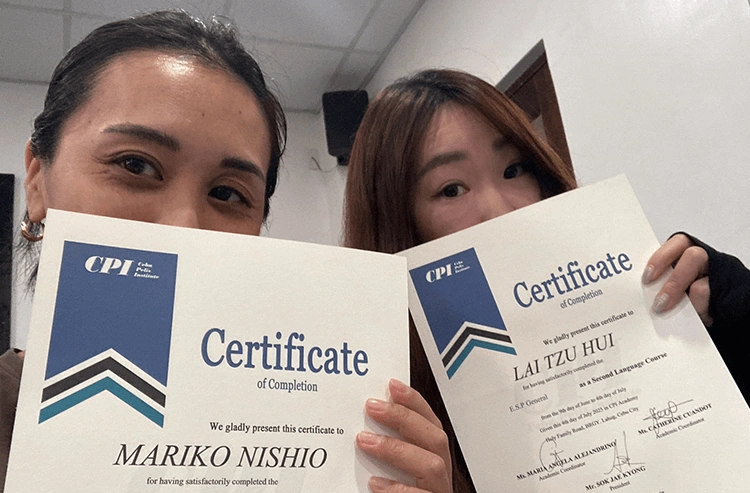 CPI Cebu
Pelis
Institute
Certificate
of Completion
We gladly present this certificate to
MARIKO NISHIO
for having satisfactorily completed the
CPI Cebu
Pelis
Institute
Certificate
of Completion
We gladly present this certificate to
LAI TZU HUI
for having satisfactorily completed the
as a Second Language Course
E.S.P General
from the 9th day of June to 4th day of July
Given this 4th day of July 2025 in CPI Academy
Holy Family Road, BRGY. Lahug, Cebu City
Ms. MARIA ANGELA ALEJANDRINO
Academic Coordinator
Ms. CATHERINE CUANDOT
Academic Coordinator
Mr. SOK JAE KYONG
President